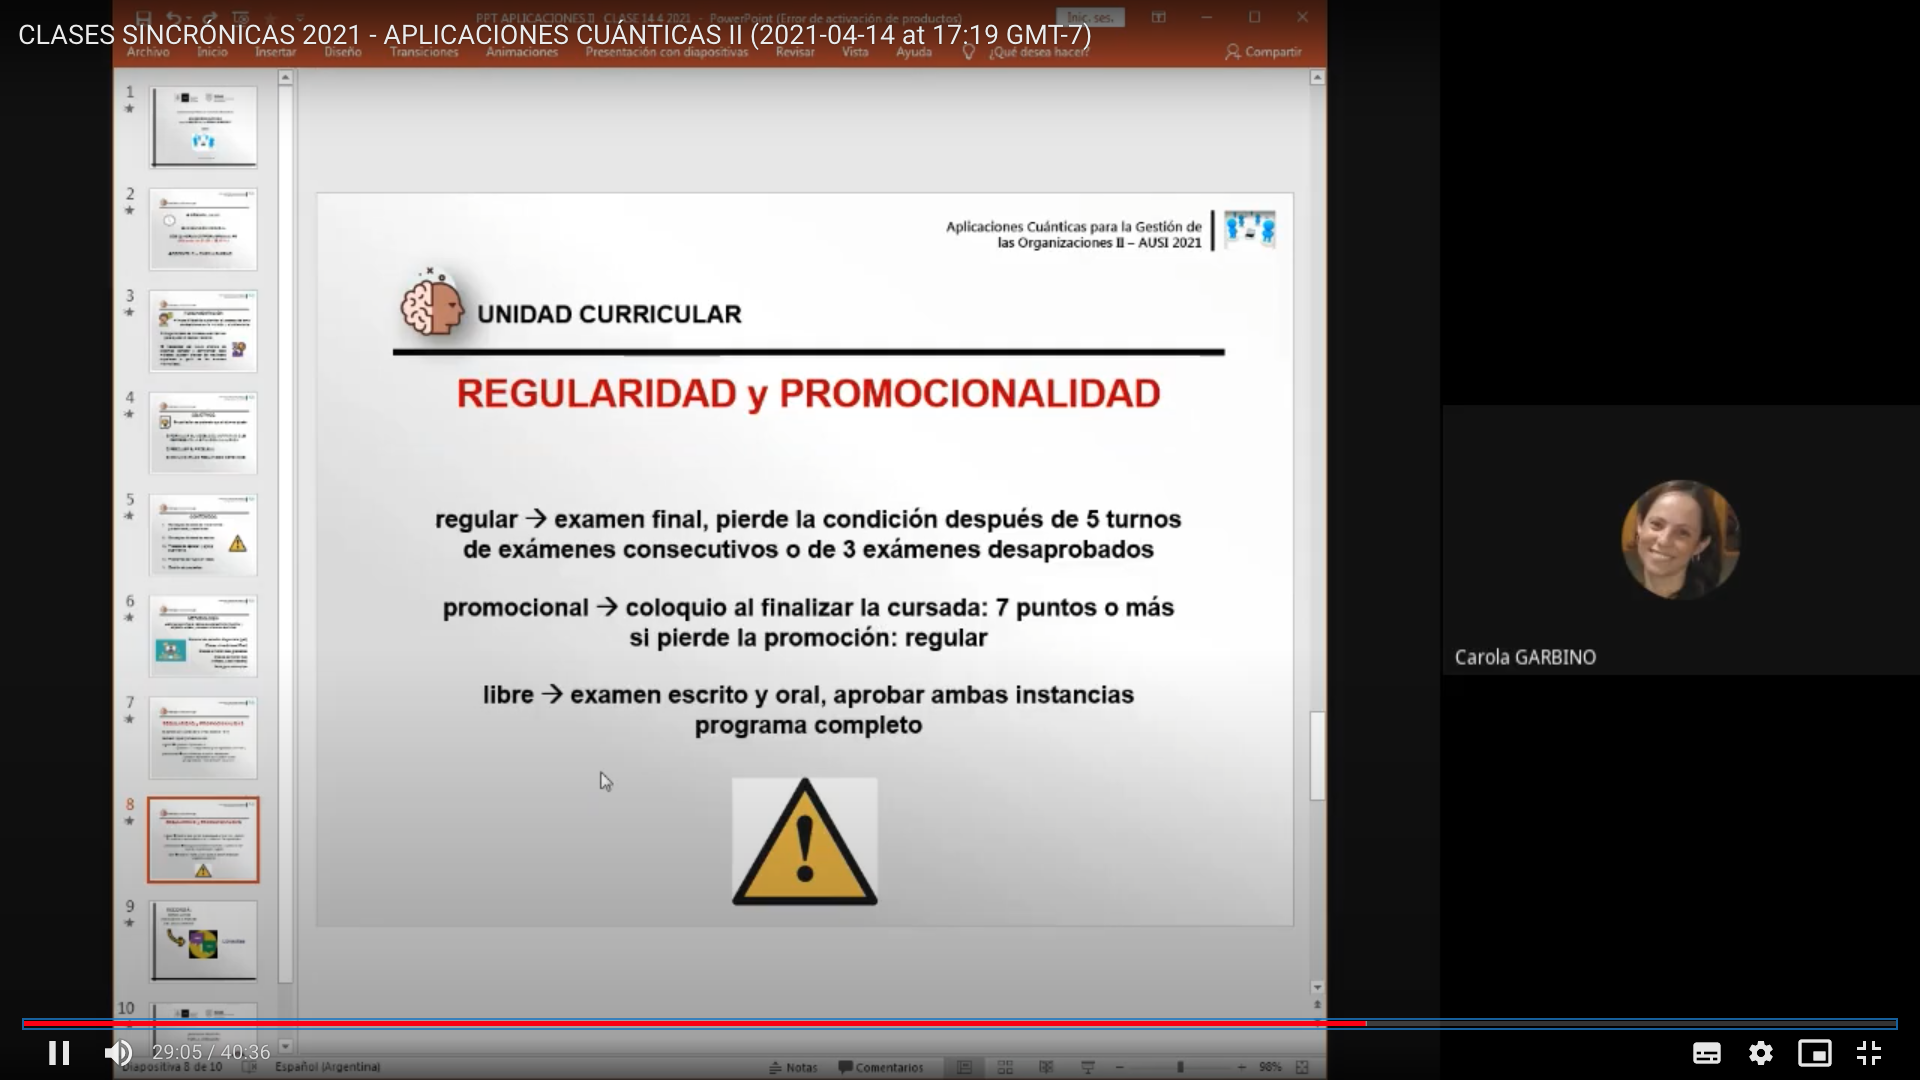 PPT APLICACIONES II CLASE 14 4 2021 - PowerPoint (Error de activación de productos)
Inic. ses.
CLASES SINCRÓNICAS 2021 - APLICACIONES CUÁNTICAS II (2021-04-14 at 17:19 GMT-7)
Archivo Inicio Insertar Diseño Transiciones Animaciones Presentación con diapositivas Revisar Vista Ayuda ¿Qué desea hacer? Compartir
1
2
3
4
5
6
7
8
9
10
Aplicaciones Cuánticas para la Gestión de
las Organizaciones II – AUSI 2021
UNIDAD CURRICULAR
REGULARIDAD y PROMOCIONALIDAD
regular → examen final, pierde la condición después de 5 turnos
de exámenes consecutivos o de 3 exámenes desaprobados
promocional → coloquio al finalizar la cursada: 7 puntos o más
si pierde la promoción: regular
libre → examen escrito y oral, aprobar ambas instancias
programa completo
Carola GARBINO
29:05 / 40:36
Diapositiva 8 de 10 Español (Argentina) Notas Comentarios 98%